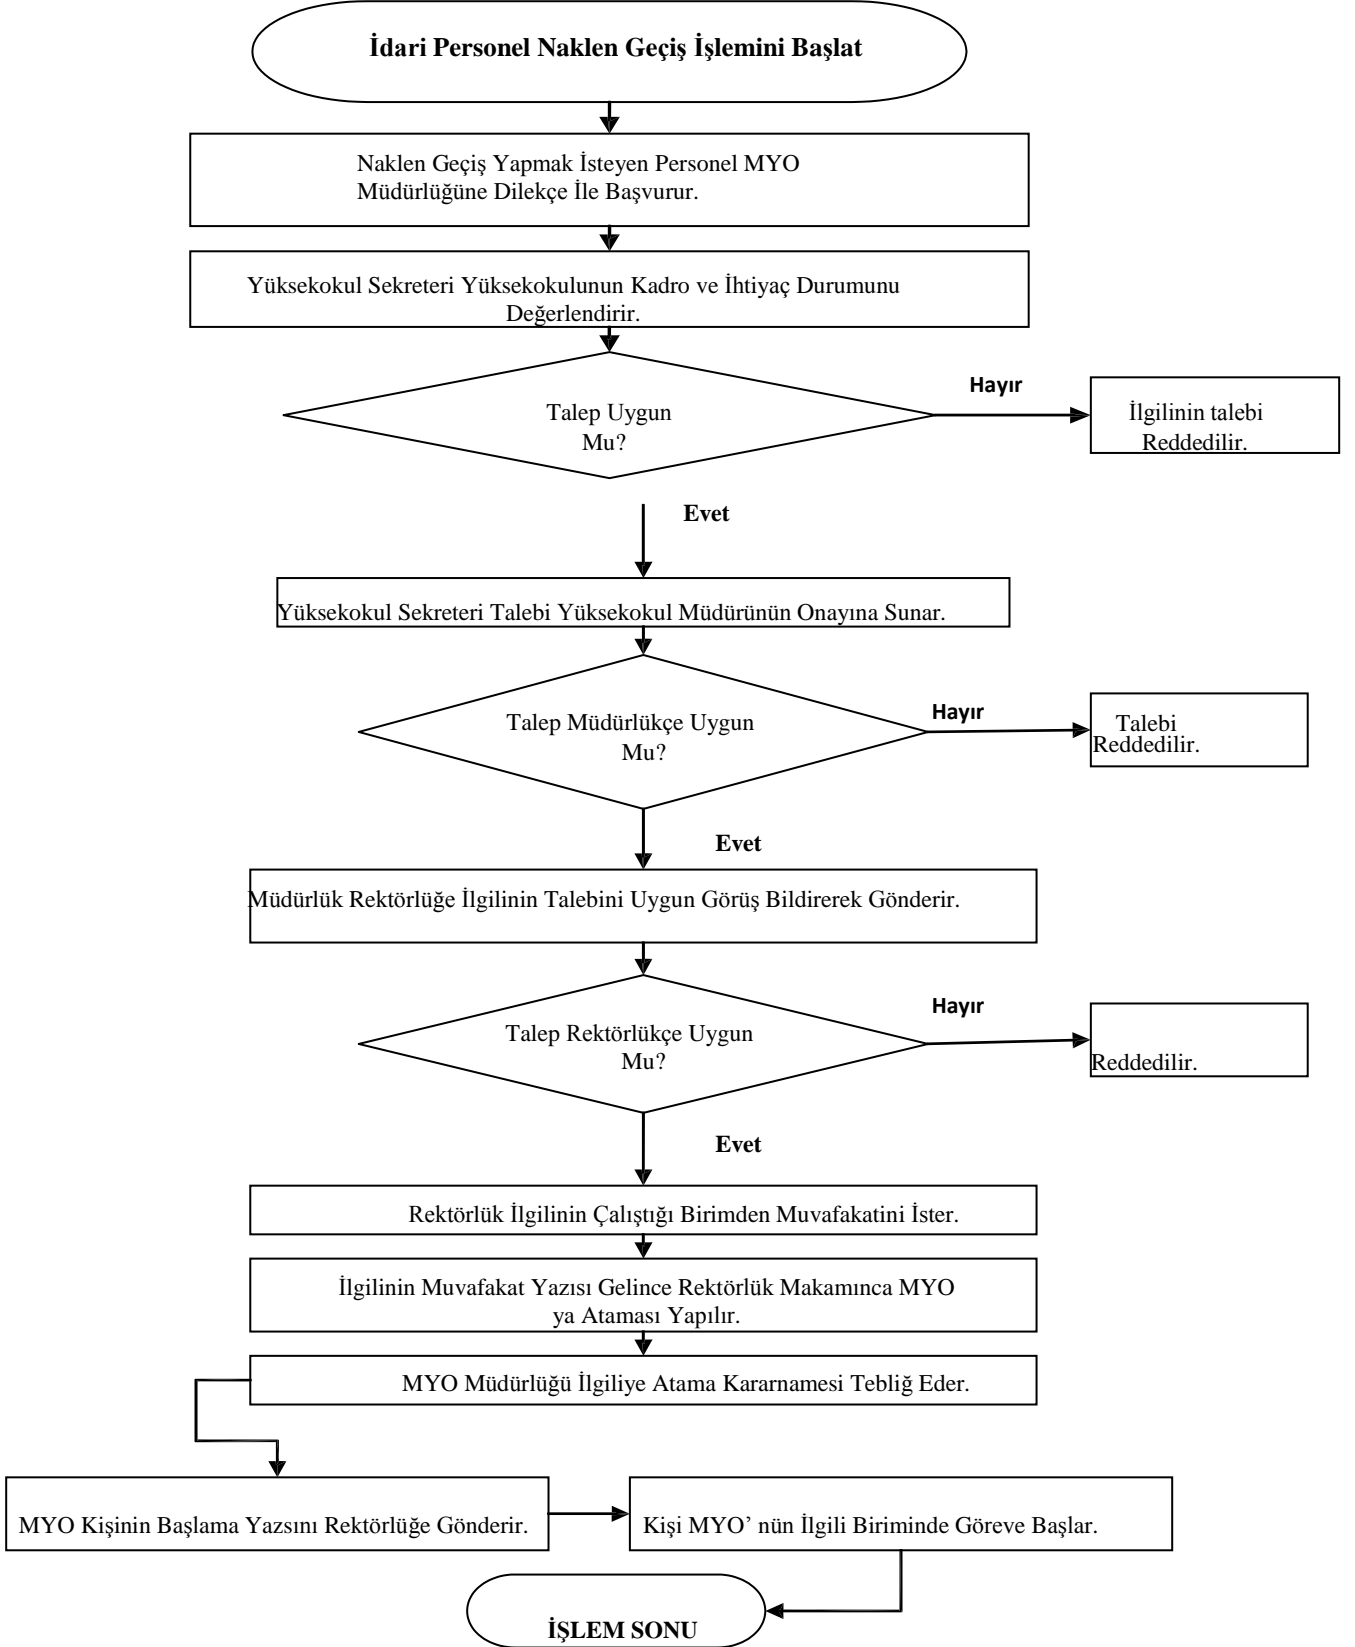 İdari Personel Naklen Geçiş İşlemini Başlat
Naklen Geçiş Yapmak İsteyen Personel MYO
Müdürlüğüne Dilekçe İle Başvurur.
Yüksekokul Sekreteri Yüksekokulunun Kadro ve İhtiyaç Durumunu
Değerlendirir.
Talep Uygun
Mu?
Hayır
İlgilinin talebi
Reddedilir.
Evet
Yüksekokul Sekreteri Talebi Yüksekokul Müdürünün Onayına Sunar.
Talep Müdürlükçe Uygun
Mu?
Hayır
Talebi
Reddedilir.
Evet
Müdürlük Rektörlüğe İlgilinin Talebini Uygun Görüş Bildirerek Gönderir.
Talep Rektörlükçe Uygun
Mu?
Hayır
Reddedilir.
Evet
Rektörlük İlgilinin Çalıştığı Birimden Muvafakatini İster.
İlgilinin Muvafakat Yazısı Gelince Rektörlük Makamınca MYO
ya Ataması Yapılır.
MYO Müdürlüğü İlgiliye Atama Kararnamesi Tebliğ Eder.
MYO Kişinin Başlama Yazsını Rektörlüğe Gönderir.
Kişi MYO’ nün İlgili Biriminde Göreve Başlar.
İŞLEM SONU